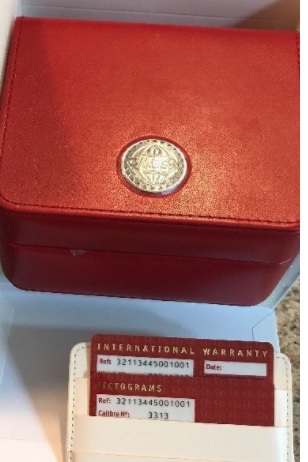 INTERNATIONAL WARRANTY
Ref: 32113445001001 Date:
PICTOGRAMS
Ref: 32113445001001
Calibre N°: 3313